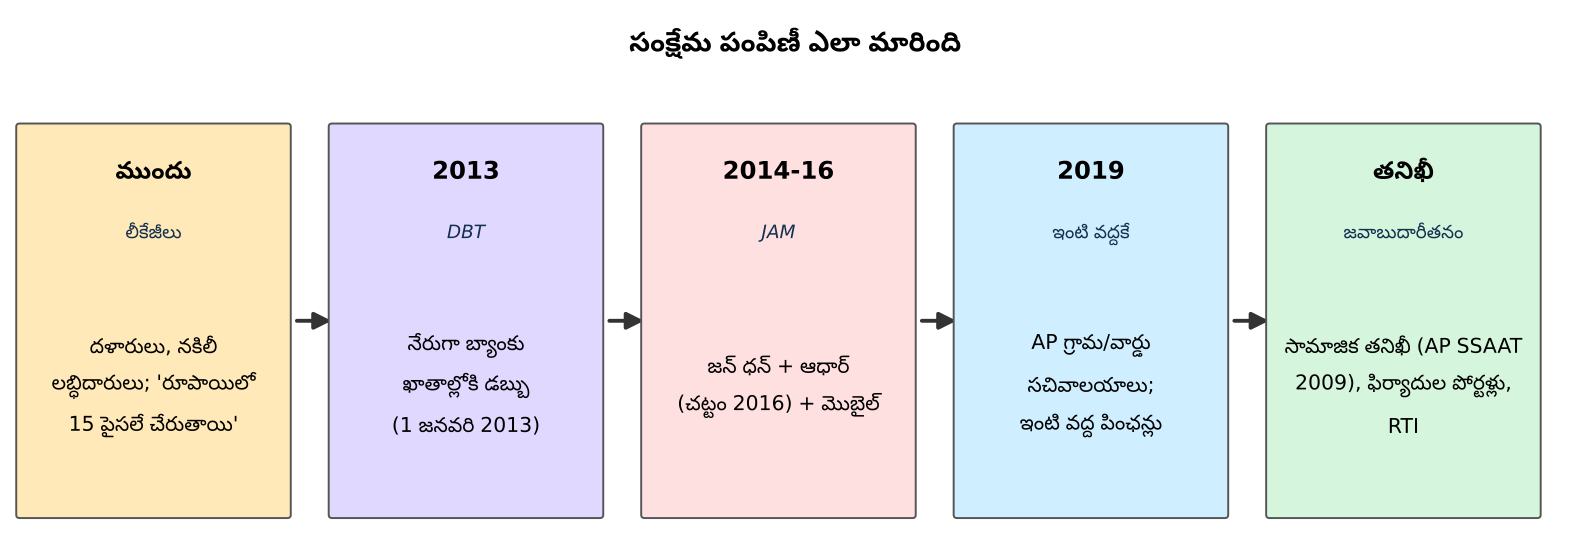 సంక్షేమ పంపిణీ ఎలా మారింది
ముందు
లీకేజీలు
దళారులు, నకిలీ
లబ్ధిదారులు; 'రూపాయిలో
15 పైసలే చేరుతాయి'
2013
DBT
నేరుగా బ్యాంకు
ఖాతాల్లోకి డబ్బు
(1 జనవరి 2013)
2014-16
JAM
జన్ ధన్ + ఆధార్
(చట్టం 2016) + మొబైల్
2019
ఇంటి వద్దకే
AP గ్రామ/వార్డు
సచివాలయాలు;
ఇంటి వద్ద పింఛన్లు
తనిఖీ
జవాబుదారీతనం
సామాజిక తనిఖీ (AP SSAAT
2009), ఫిర్యాదుల పోర్టళ్లు,
RTI